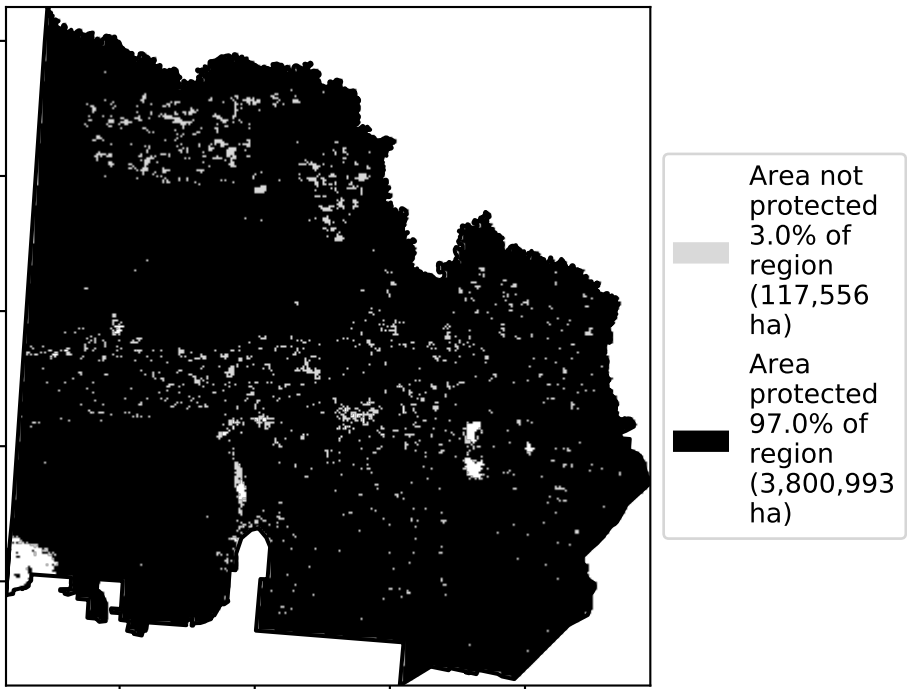 Area not
protected
3.0% of
region
(117,556
ha)
Area
protected
97.0% of
region
(3,800,993
ha)